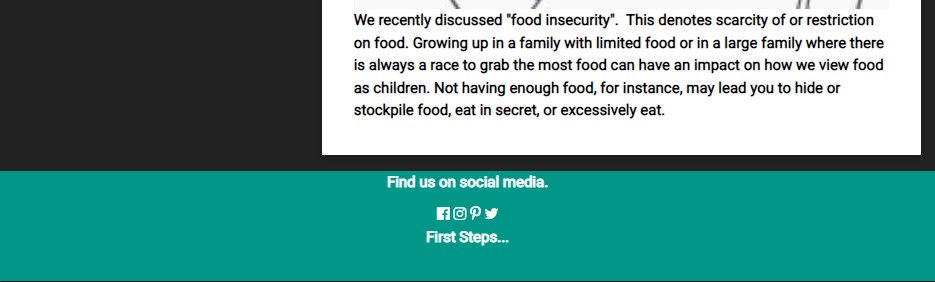 We recently discussed "food insecurity".  This denotes scarcity of or restriction
on food. Growing up in a family with limited food or in a large family where there
is always a race to grab the most food can have an impact on how we view food
as children. Not having enough food, for instance, may lead you to hide or
stockpile food, eat in secret, or excessively eat.
Find us on social media.
First Steps...